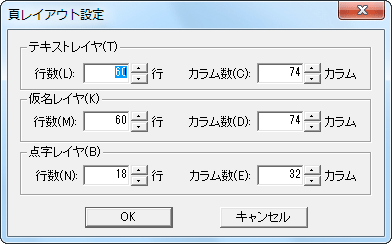 頁レイアウト設定
テキストレイヤ(T)
行数(L): 60 行 カラム数(C): 74 カラム
仮名レイヤ(K)
行数(M): 60 行 カラム数(D): 74 カラム
点字レイヤ(B)
行数(N): 18 行 カラム数(E): 32 カラム
OK キャンセル